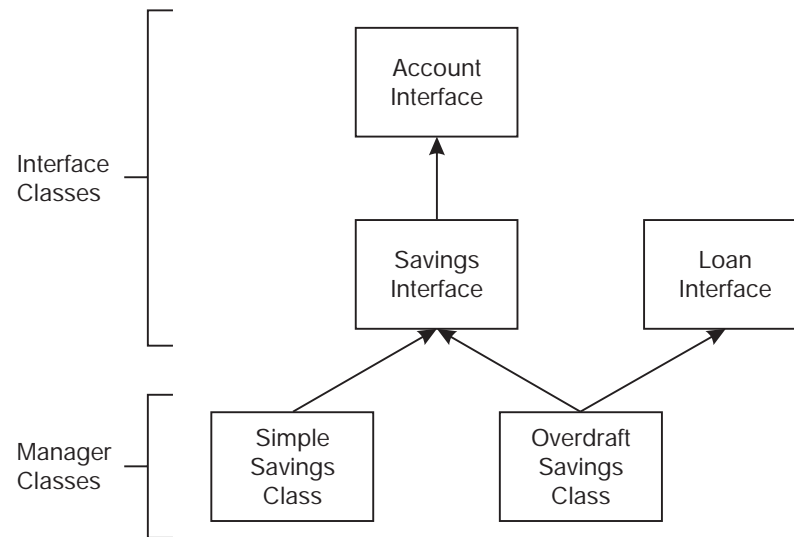 Account
Interface
Interface
Classes
Savings
Interface
Loan
Interface
Manager
Classes
Simple
Savings
Class
Overdraft
Savings
Class